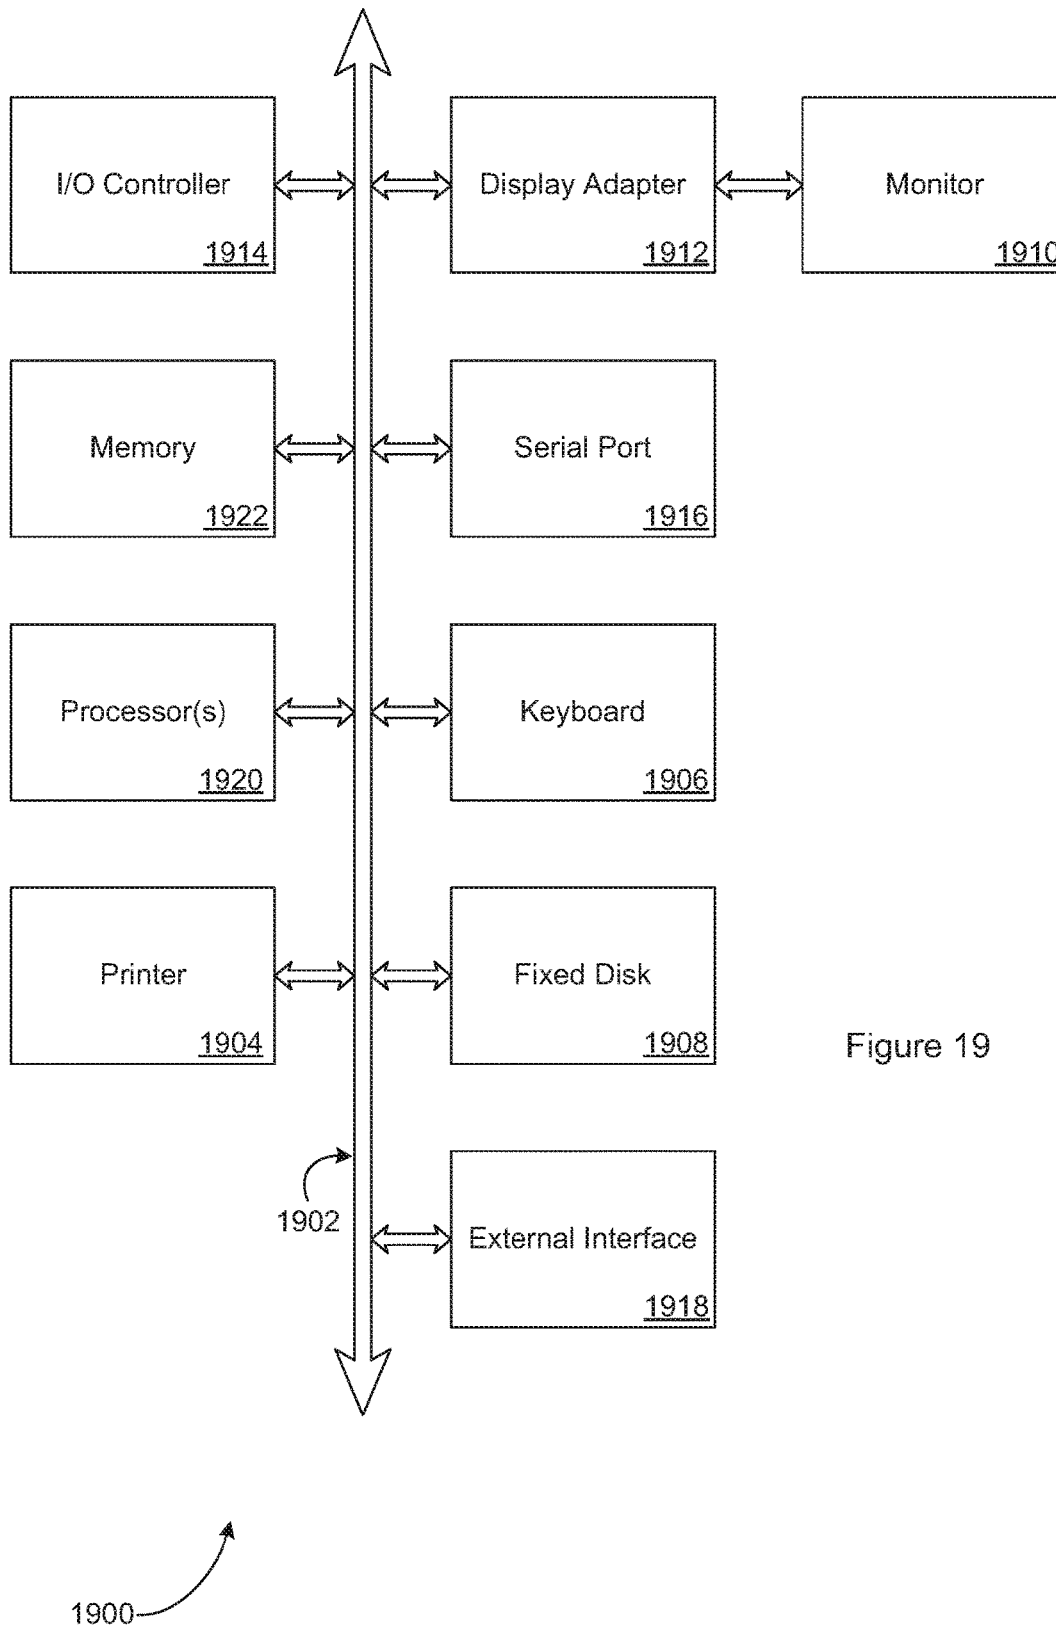 I/O Controller
1914
Display Adapter
1912
Monitor
1910
Memory
1922
Serial Port
1916
Processor(s)
1920
Keyboard
1906
Printer
1904
Fixed Disk
1908
Figure 19
1902
External Interface
1918
1900